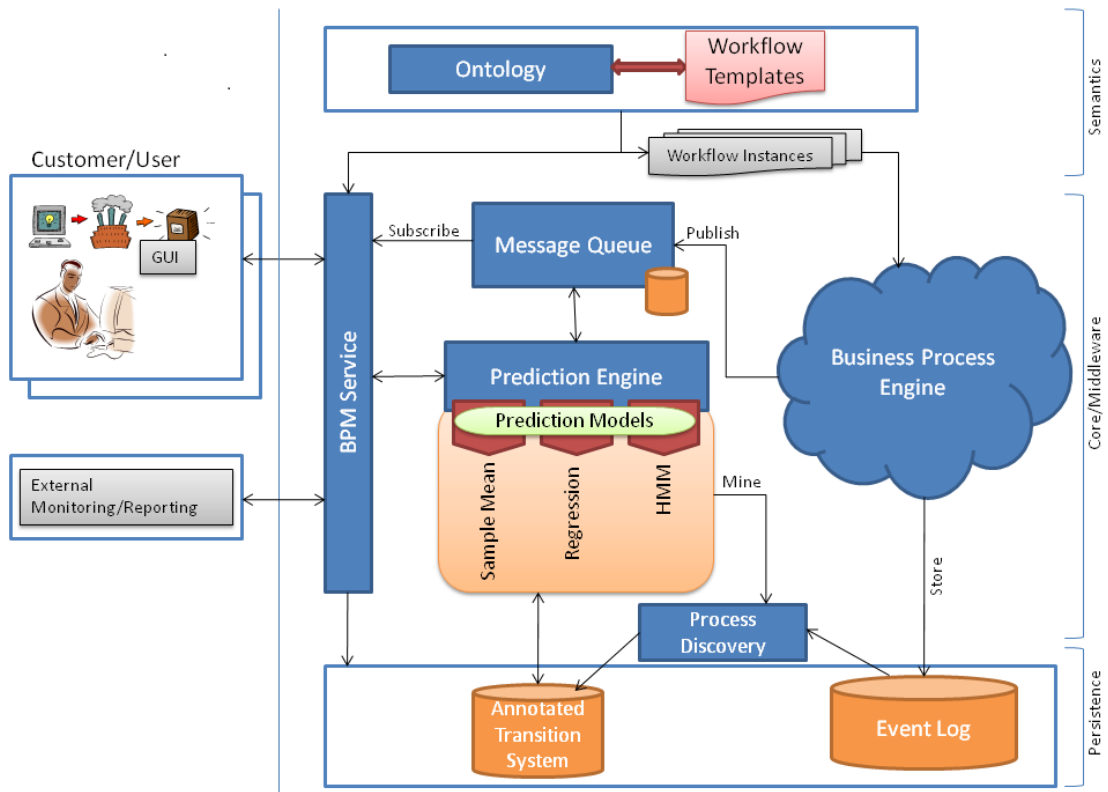 Ontology
Workflow
Templates
Semantics
Customer/User
Workflow Instances
GUI
Subscribe
Message Queue
Publish
BPM Service
Business Process
Engine
Core/Middleware
Prediction Engine
Prediction Models
Sample Mean
Regression
HMM
Mine
External
Monitoring/Reporting
Store
Process
Discovery
Annotated
Transition
System
Event Log
Persistence